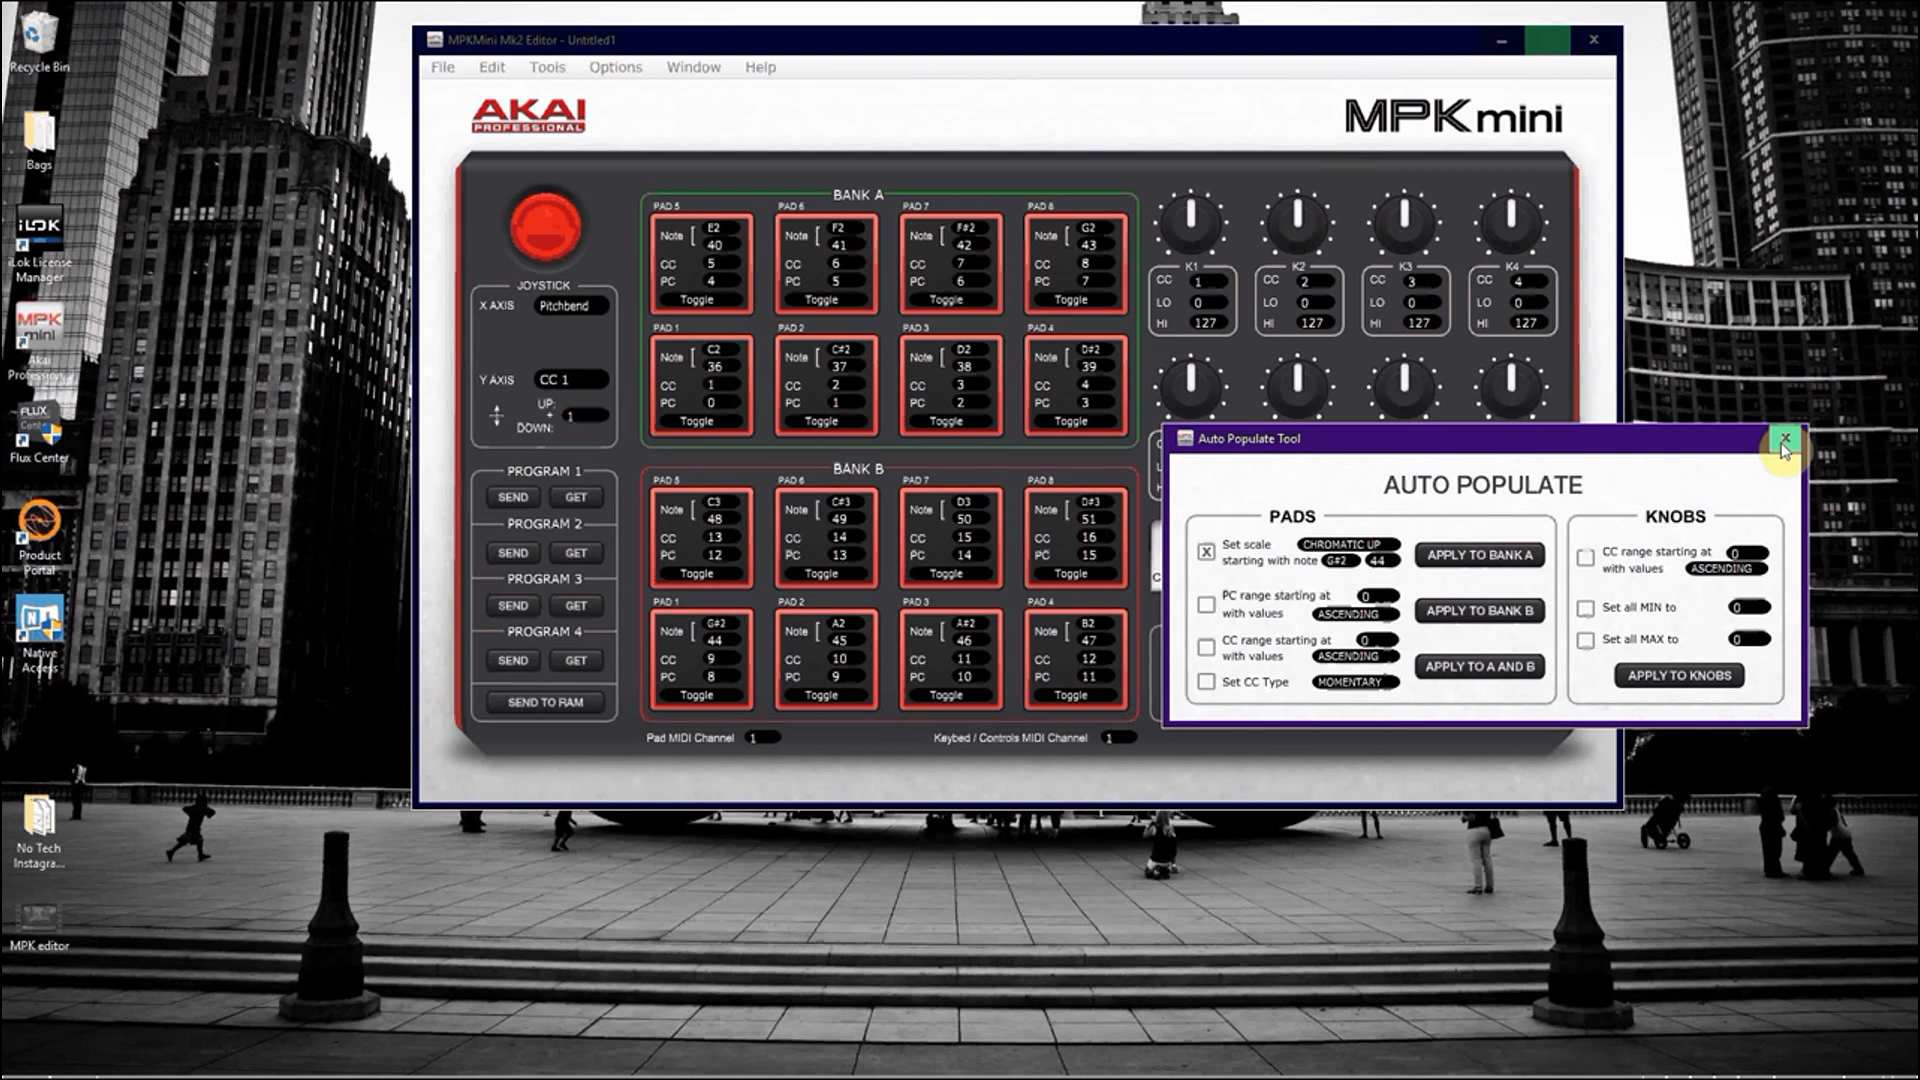 Recycle Bin
Bags
iLOK
iLok License
Manager
MPK
mini
Akai
Profession...
FLUX
Center
Flux Center
Product
Portal
Native
Access
No Tech
Instagra...
MPK editor
MPKMini Mk2 Editor - Untitled1
File Edit Tools Options Window Help
AKAI
PROFESSIONAL
MPK mini
JOYSTICK
X AXIS Pitchbend
Y AXIS CC 1
UP:
+ 1
DOWN:
PROGRAM 1
SEND GET
PROGRAM 2
SEND GET
PROGRAM 3
SEND GET
PROGRAM 4
SEND GET
SEND TO RAM
BANK A
PAD 5 PAD 6 PAD 7 PAD 8
Note [ E2 Note [ F2 Note [ F#2 Note [ G2
40 41 42 43
CC 5 CC 6 CC 7 CC 8
PC 4 PC 5 PC 6 PC 7
Toggle Toggle Toggle Toggle
PAD 1 PAD 2 PAD 3 PAD 4
Note [ C2 Note [ C#2 Note [ D2 Note [ D#2
36 37 38 39
CC 1 CC 2 CC 3 CC 4
PC 0 PC 1 PC 2 PC 3
Toggle Toggle Toggle Toggle
BANK B
PAD 5 PAD 6 PAD 7 PAD 8
Note [ C3 Note [ C#3 Note [ D3 Note [ D#3
48 49 50 51
CC 13 CC 14 CC 15 CC 16
PC 12 PC 13 PC 14 PC 15
Toggle Toggle Toggle Toggle
PAD 1 PAD 2 PAD 3 PAD 4
Note [ G#2 Note [ A2 Note [ A#2 Note [ B2
44 45 46 47
CC 9 CC 10 CC 11 CC 12
PC 8 PC 9 PC 10 PC 11
Toggle Toggle Toggle Toggle
Pad MIDI Channel 1 Keybed / Controls MIDI Channel 1
K1 K2 K3 K4
CC 1 CC 2 CC 3 CC 4
LO 0 LO 0 LO 0 LO 0
HI 127 HI 127 HI 127 HI 127
Auto Populate Tool
AUTO POPULATE
PADS
X Set scale CHROMATIC UP
starting with note G#2 44
PC range starting at 0
with values ASCENDING
CC range starting at 0
with values ASCENDING
Set CC Type MOMENTARY
APPLY TO BANK A
APPLY TO BANK B
APPLY TO A AND B
KNOBS
CC range starting at 0
with values ASCENDING
Set all MIN to 0
Set all MAX to 0
APPLY TO KNOBS